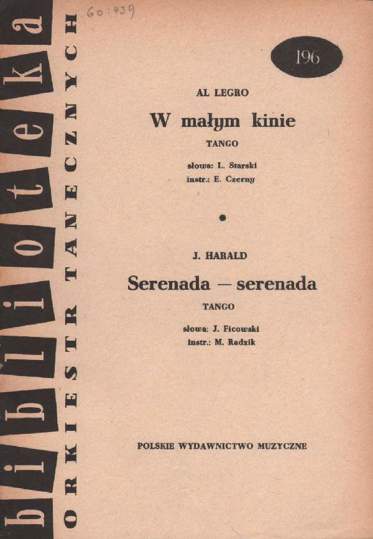 60.439
196
biblioteka
ORKIESTR TANECZNYCH
AL LEGRO
W małym kinie
TANGO
słowa: L. Starski
instr.: E. Czerny
J. HARALD
Serenada — serenada
TANGO
słowa: J. Ficowski
instr.: M. Radzik
POLSKIE WYDAWNICTWO MUZYCZNE